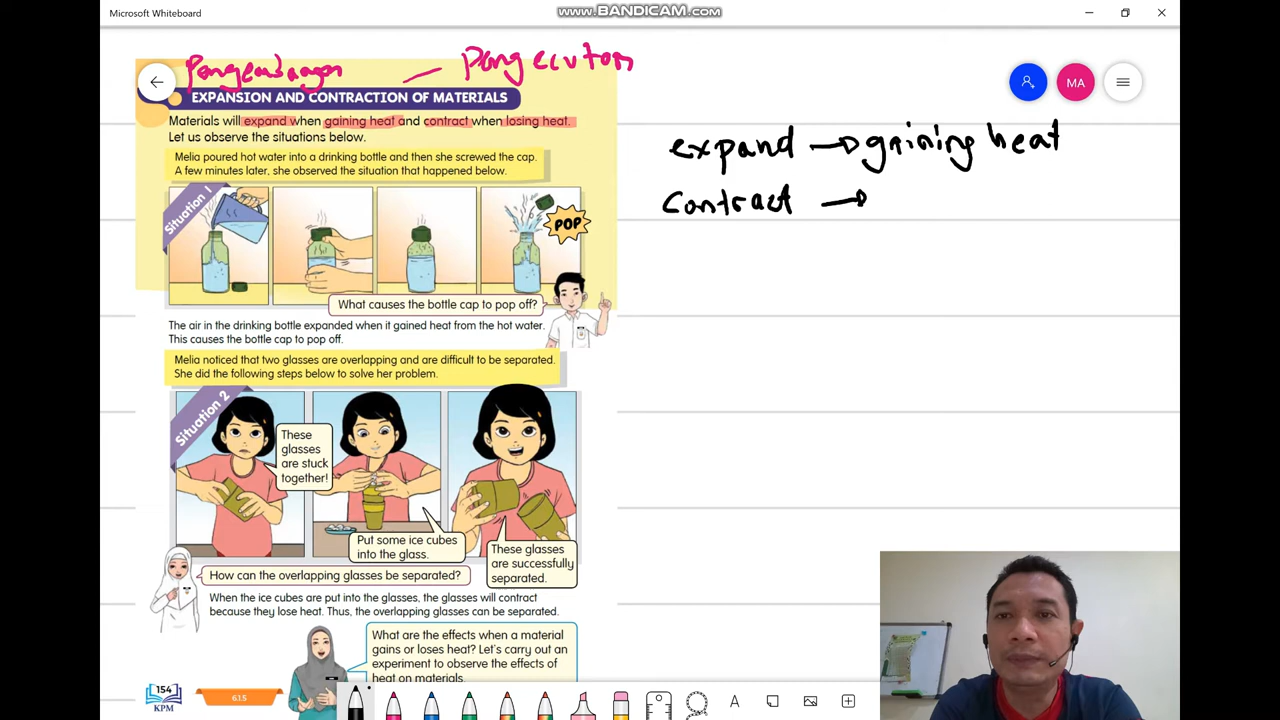 Microsoft Whiteboard
WWW.BANDICAM.COM
Pengembangan — Pengecutan
EXPANSION AND CONTRACTION OF MATERIALS
MA
Materials will expand when gaining heat and contract when losing heat.
Let us observe the situations below.
expand → gaining heat
contract →
Melia poured hot water into a drinking bottle and then she screwed the cap.
A few minutes later, she observed the situation that happened below.
Situation 1
POP
What causes the bottle cap to pop off?
The air in the drinking bottle expanded when it gained heat from the hot water.
This causes the bottle cap to pop off.
Melia noticed that two glasses are overlapping and are difficult to be separated.
She did the following steps below to solve her problem.
Situation 2
These
glasses
are stuck
together!
Put some ice cubes
into the glass.
These glasses
are successfully
separated.
How can the overlapping glasses be separated?
When the ice cubes are put into the glasses, the glasses will contract
because they lose heat. Thus, the overlapping glasses can be separated.
What are the effects when a material
gains or loses heat? Let's carry out an
experiment to observe the effects of
heat on materials.
154
KPM
6.1.5
A